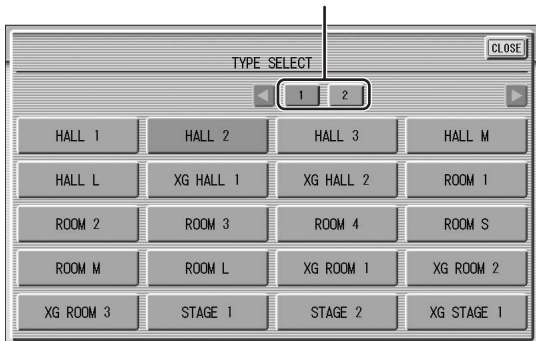 CLOSE
TYPE SELECT
1 2
HALL 1 HALL 2 HALL 3 HALL M
HALL L XG HALL 1 XG HALL 2 ROOM 1
ROOM 2 ROOM 3 ROOM 4 ROOM S
ROOM M ROOM L XG ROOM 1 XG ROOM 2
XG ROOM 3 STAGE 1 STAGE 2 XG STAGE 1